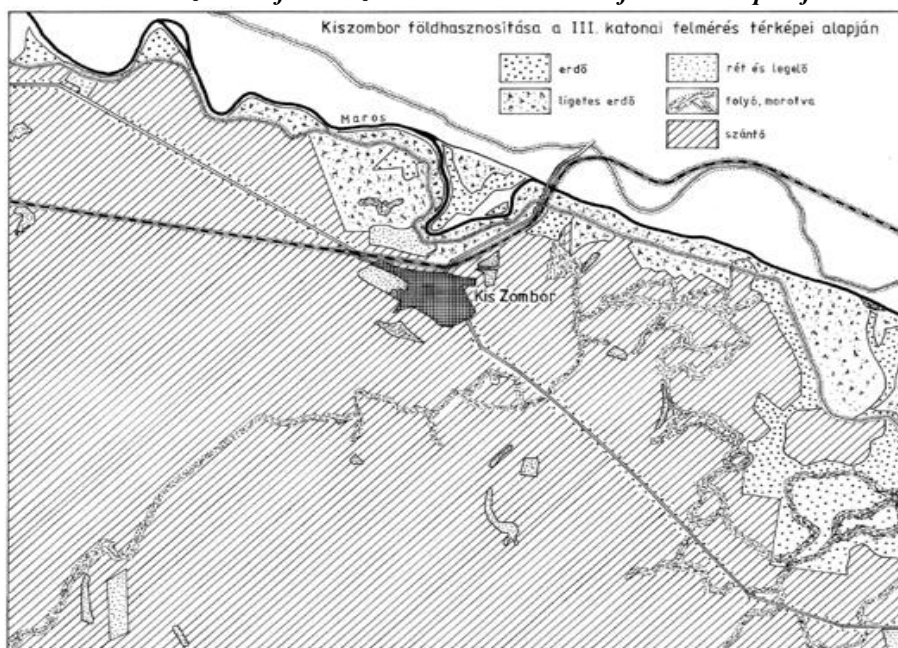 Kiszombor földhasznosítása a III. katonai felmérés térképei alapján
erdő
rét és legelő
ligetes erdő
folyó, morotva
szántó
Maros
Kis Zombor